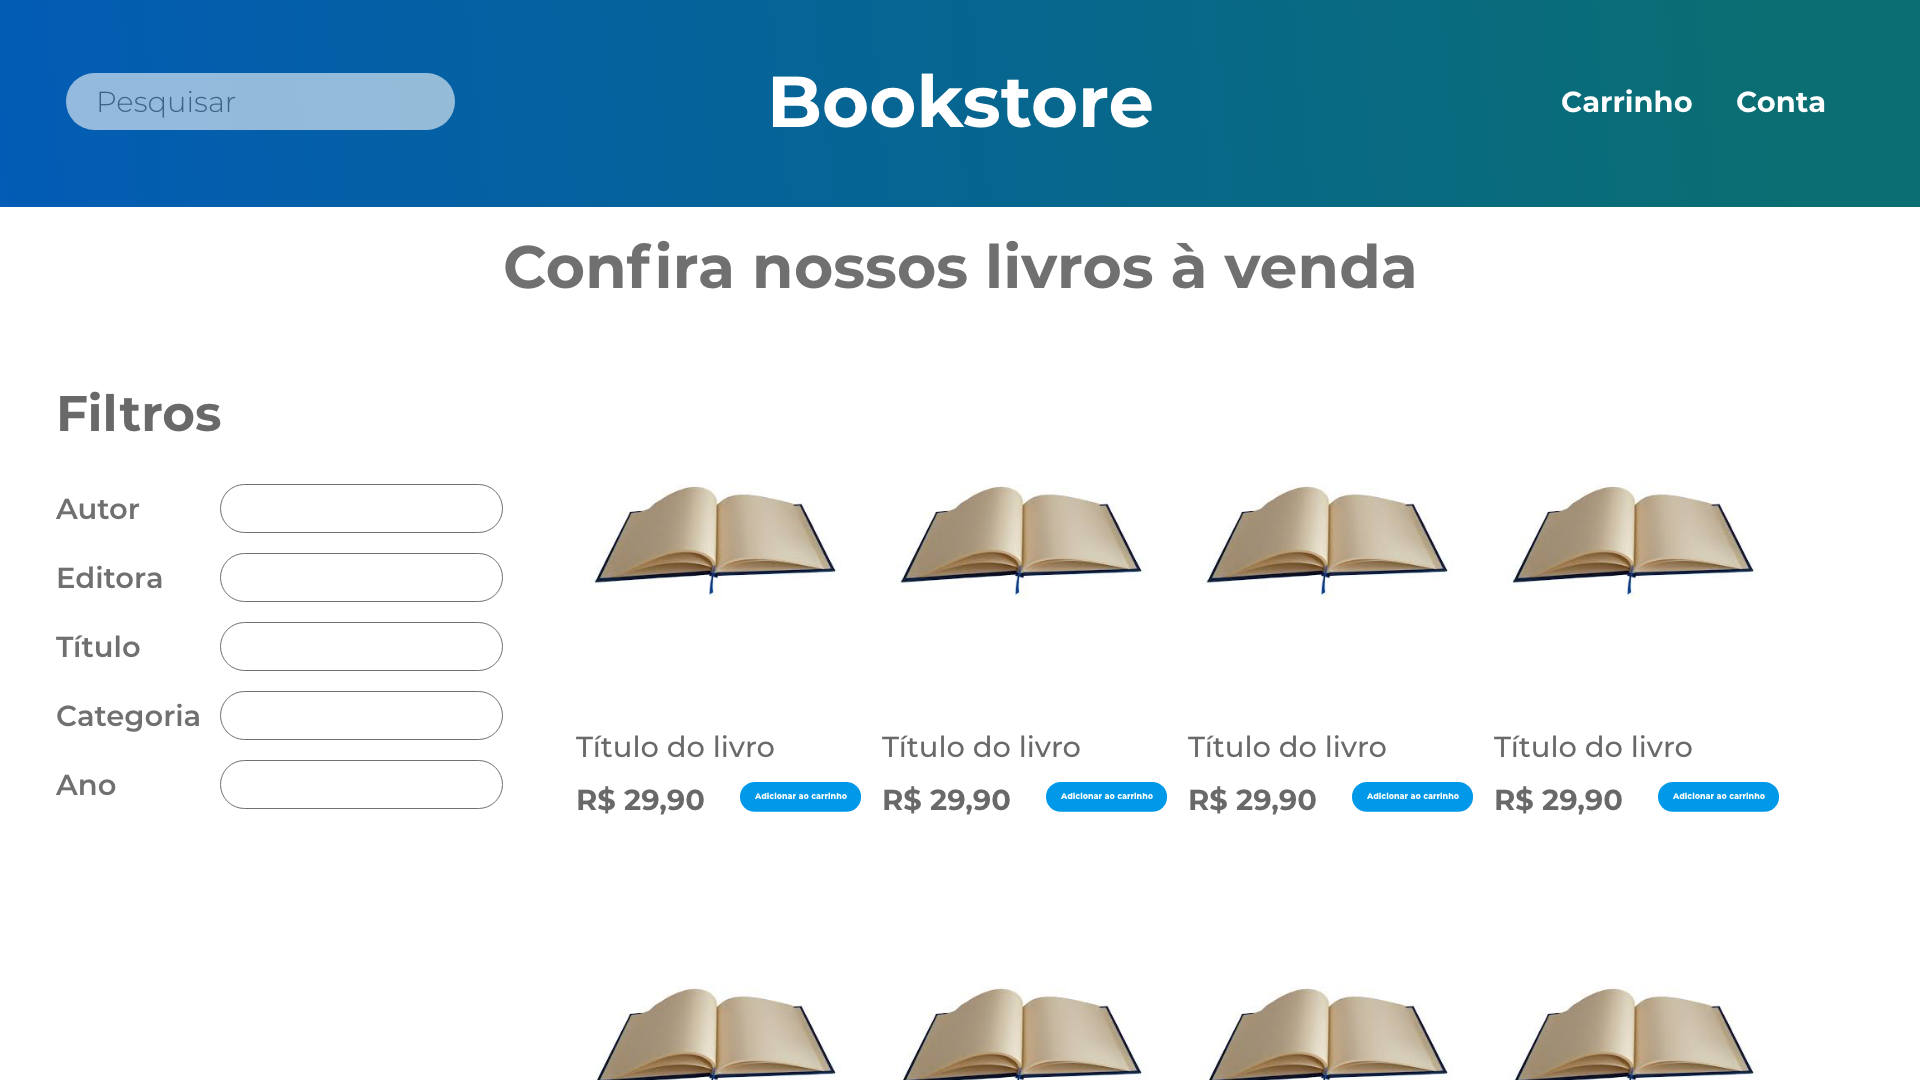 Pesquisar
Bookstore
Carrinho
Conta
Confira nossos livros à venda
Filtros
Autor
Editora
Título
Categoria
Ano
Título do livro
R$ 29,90
Adicionar ao carrinho
Título do livro
R$ 29,90
Adicionar ao carrinho
Título do livro
R$ 29,90
Adicionar ao carrinho
Título do livro
R$ 29,90
Adicionar ao carrinho